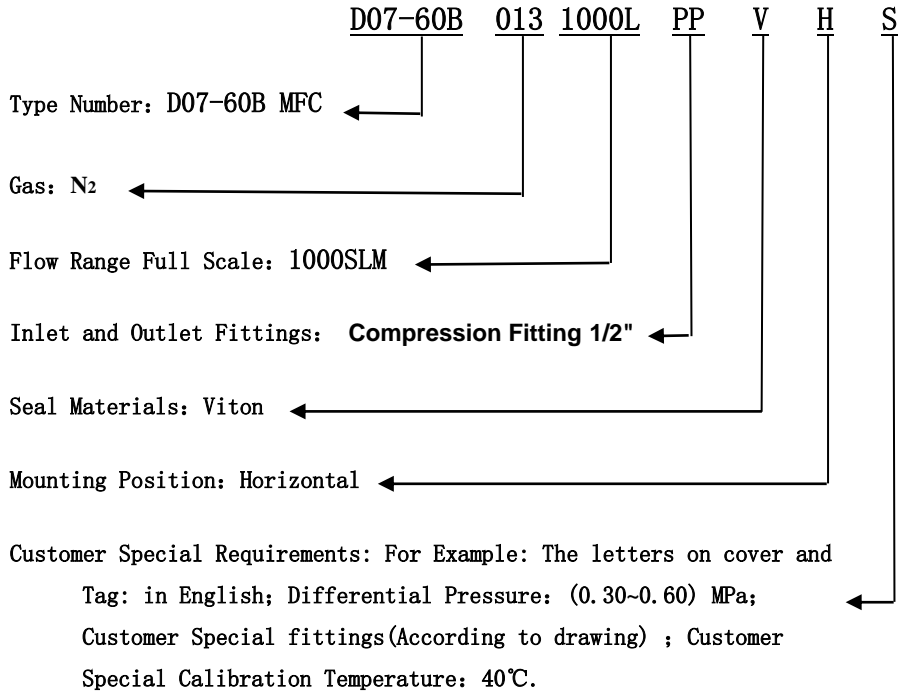 D07-60B 013 1000L PP V H S
Type Number: D07-60B MFC
Gas: N2
Flow Range Full Scale: 1000SLM
Inlet and Outlet Fittings: Compression Fitting 1/2"
Seal Materials: Viton
Mounting Position: Horizontal
Customer Special Requirements: For Example: The letters on cover and
Tag: in English; Differential Pressure: (0.30~0.60) MPa;
Customer Special fittings(According to drawing) ; Customer
Special Calibration Temperature: 40℃.